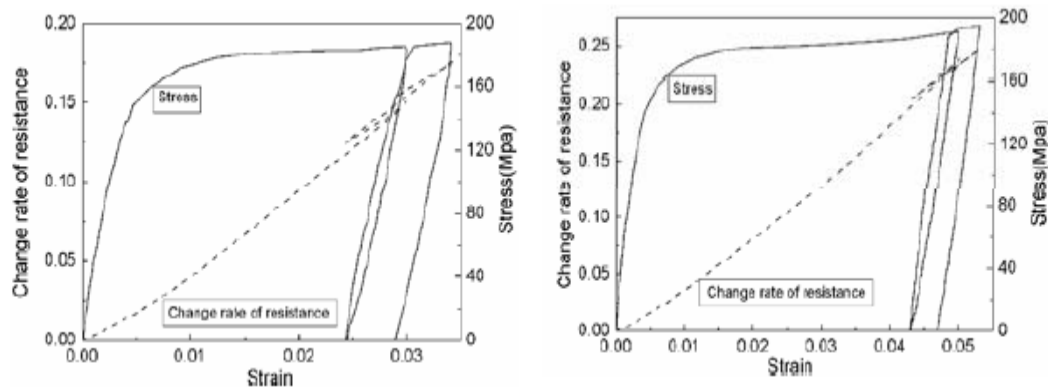 0.20
0.15
0.10
0.05
0.00
Change rate of resistance
Stress
Change rate of resistance
200
160
120
80
40
0
Stress(Mpa)
0.00 0.01 0.02 0.03
Strain
0.25
0.20
0.15
0.10
0.05
0.00
Change rate of resistance
Stress
Change rate of resistance
200
160
120
80
40
0
Stress(Mpa)
0.00 0.01 0.02 0.03 0.04 0.05
Strain